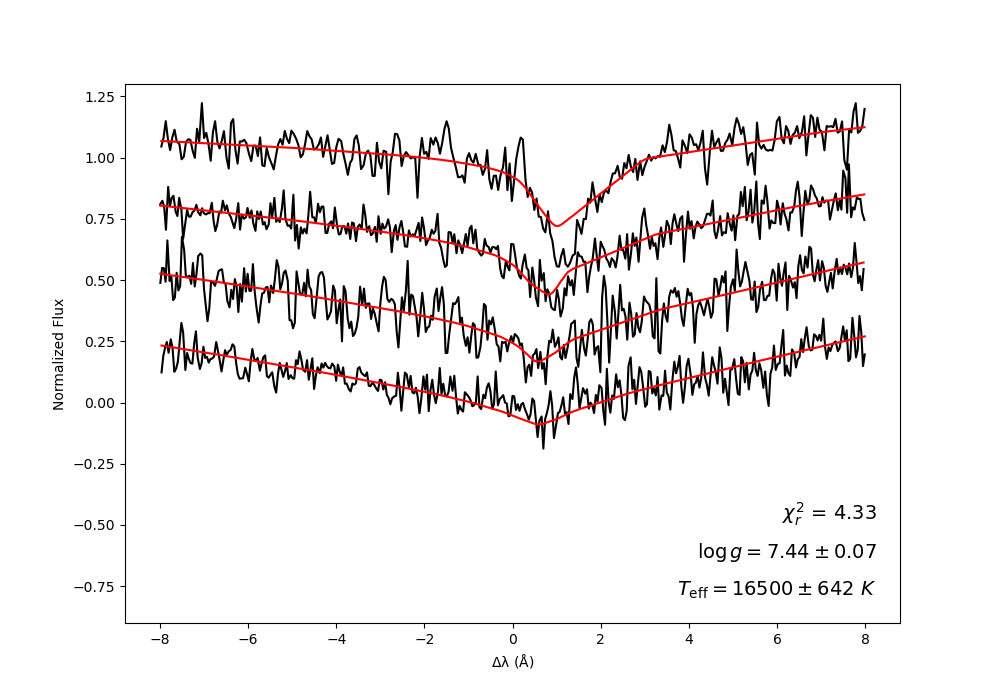 1.25
1.00
0.75
0.50
0.25
0.00
−0.25
−0.50
−0.75
Normalized Flux
χ²ᵣ = 4.33
log g = 7.44 ± 0.07
T_eff = 16500 ± 642 K
−8 −6 −4 −2 0 2 4 6 8
Δλ (Å)